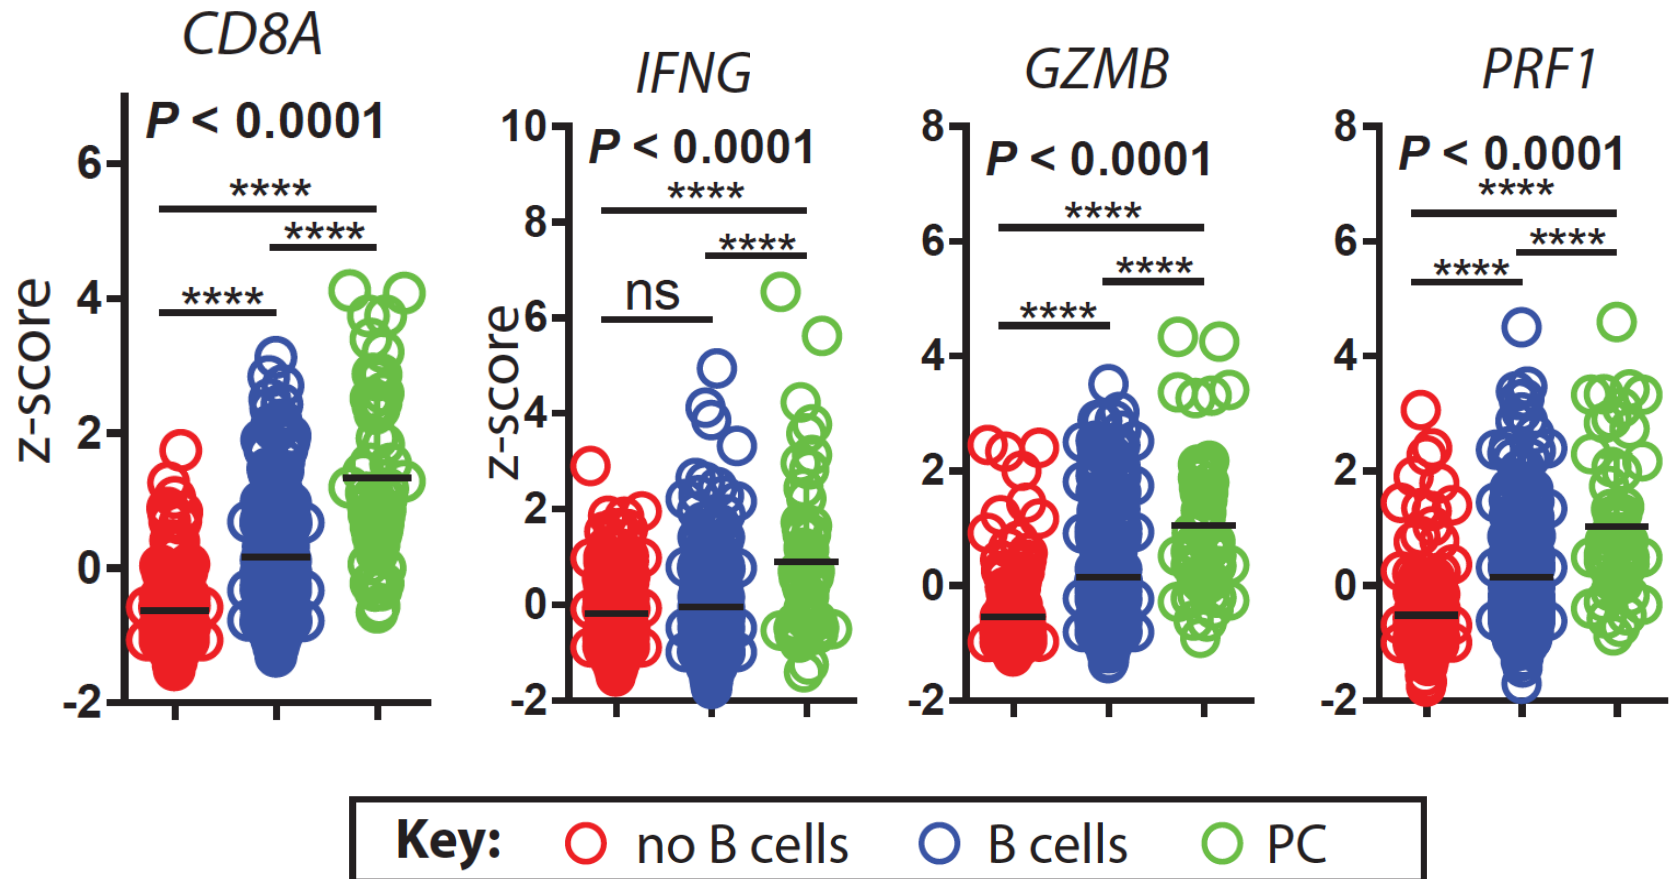 CD8A
P < 0.0001
****
****
****
z-score
6
4
2
0
-2
IFNG
P < 0.0001
****
****
ns
z-score
10
8
6
4
2
0
-2
GZMB
P < 0.0001
****
****
****
8
6
4
2
0
-2
PRF1
P < 0.0001
****
****
****
8
6
4
2
0
-2
Key: no B cells B cells PC